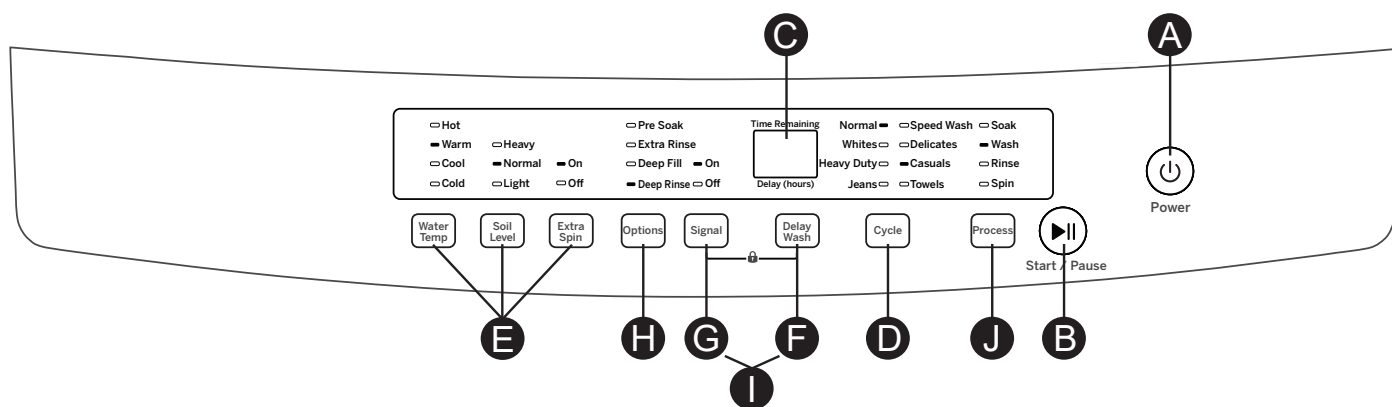 C
A
Hot
Pre Soak
Time Remaining
Normal
Speed Wash
Soak
Warm
Heavy
Extra Rinse
Whites
Delicates
Wash
Cool
Normal
On
Deep Fill
On
Heavy Duty
Casuals
Rinse
Cold
Light
Off
Deep Rinse
Off
Delay (hours)
Jeans
Towels
Spin
Power
Water
Temp
Soil
Level
Extra
Spin
Options
Signal
Delay
Wash
Cycle
Process
Start / Pause
E
H
G
F
D
J
B
I